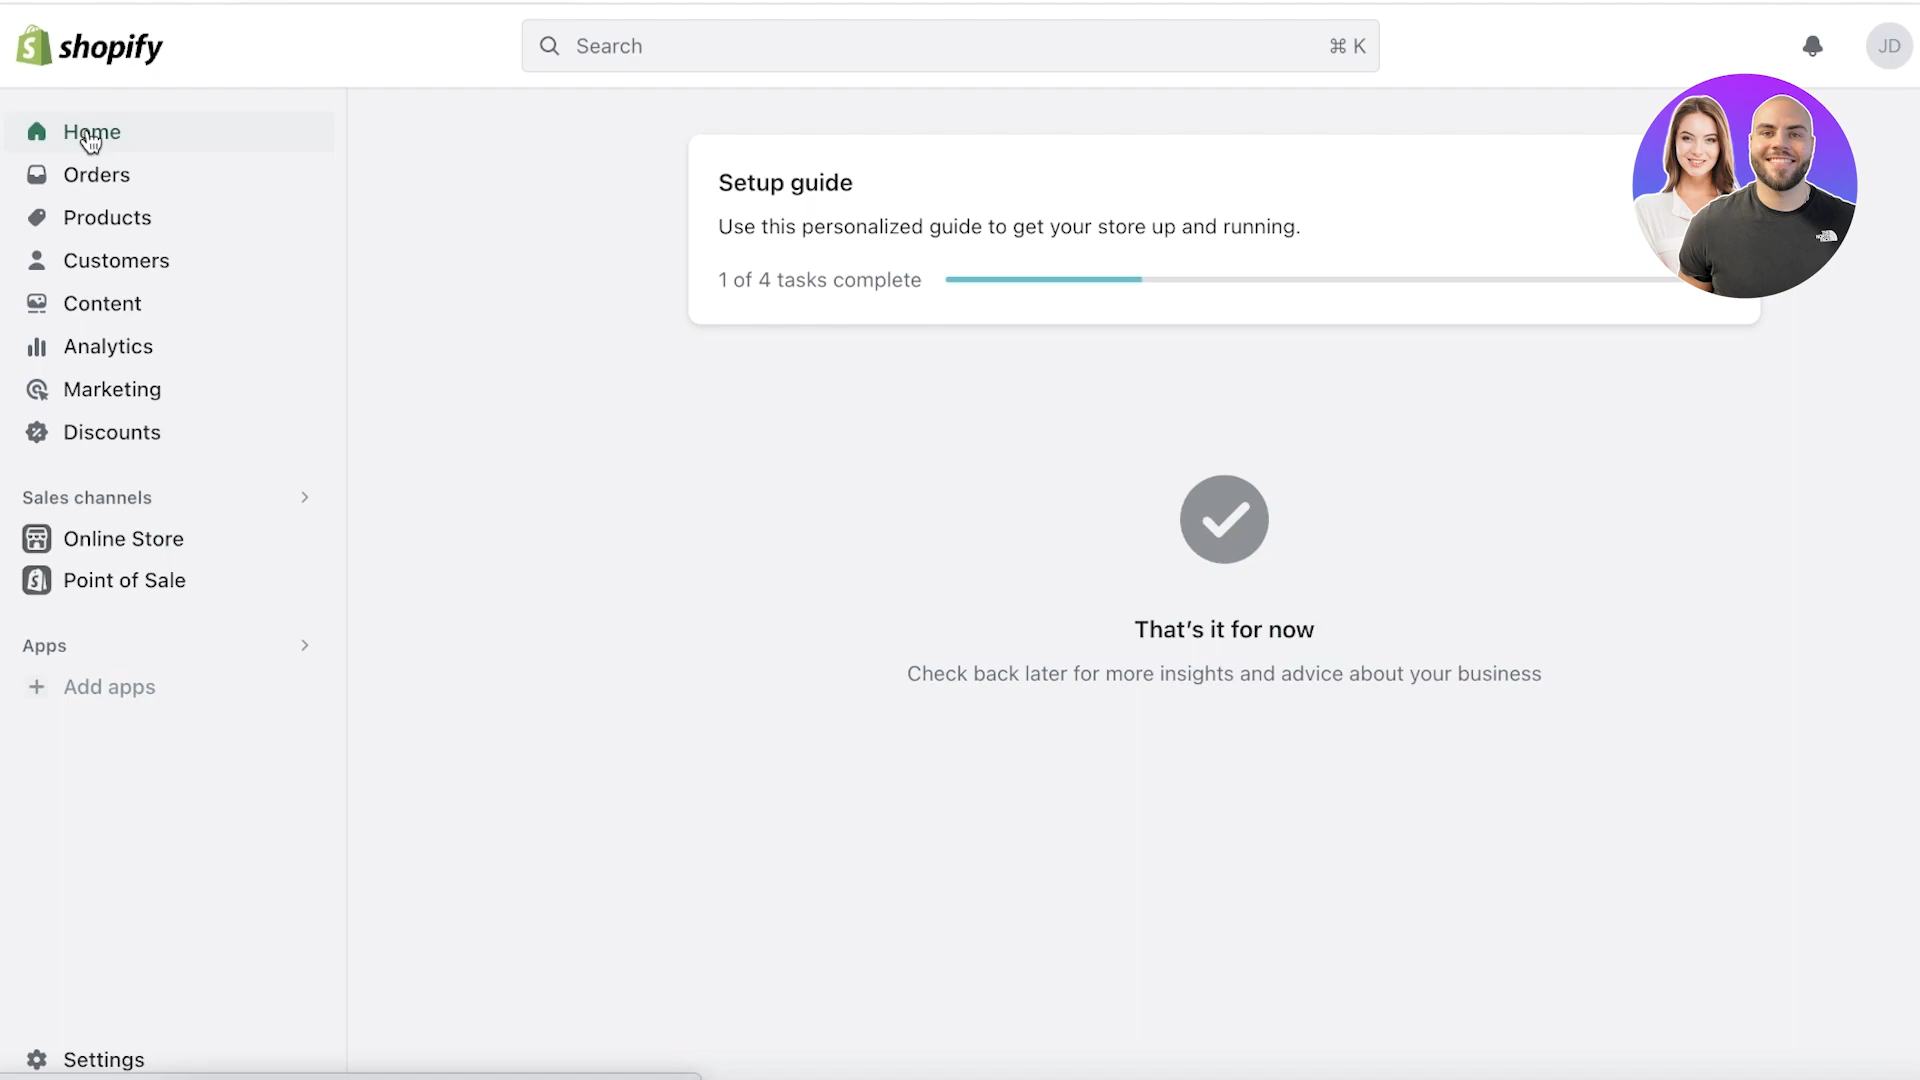 shopify
Search
⌘ K
JD
Home
Orders
Products
Customers
Content
Analytics
Marketing
Discounts
Sales channels
Online Store
Point of Sale
Apps
Add apps
Settings
Setup guide
Use this personalized guide to get your store up and running.
1 of 4 tasks complete
That's it for now
Check back later for more insights and advice about your business